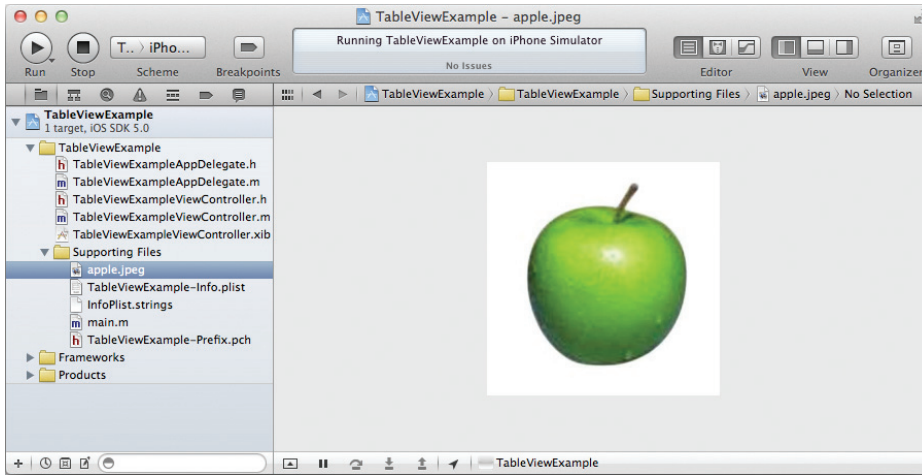 TableViewExample – apple.jpeg
T.. › iPho...
Running TableViewExample on iPhone Simulator
No Issues
Run Stop Scheme Breakpoints Editor View Organizer
TableViewExample › TableViewExample › Supporting Files › apple.jpeg › No Selection
TableViewExample
1 target, iOS SDK 5.0
TableViewExample
h TableViewExampleAppDelegate.h
m TableViewExampleAppDelegate.m
h TableViewExampleViewController.h
m TableViewExampleViewController.m
TableViewExampleViewController.xib
Supporting Files
apple.jpeg
TableViewExample-Info.plist
InfoPlist.strings
m main.m
h TableViewExample-Prefix.pch
Frameworks
Products
TableViewExample